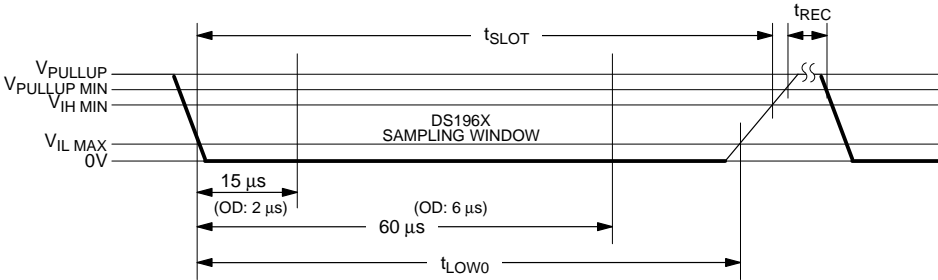 tREC
tSLOT
VPULLUP
VPULLUP MIN
VIH MIN
DS196X
SAMPLING WINDOW
VIL MAX
0V
15 μs
(OD: 2 μs)
(OD: 6 μs)
60 μs
tLOW0